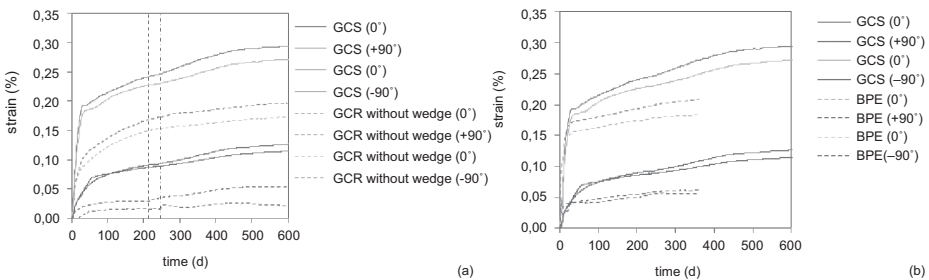 0,35
0,30
0,25
0,20
0,15
0,10
0,05
0,00
strain (%)
0 100 200 300 400 500 600
time (d)
GCS (0˚)
GCS (+90˚)
GCS (0˚)
GCS (-90˚)
GCR without wedge (0˚)
GCR without wedge (+90˚)
GCR without wedge (0˚)
GCR without wedge (-90˚)
(a)
0,35
0,30
0,25
0,20
0,15
0,10
0,05
0,00
strain (%)
0 100 200 300 400 500 600
time (d)
GCS (0˚)
GCS (+90˚)
GCS (0˚)
GCS (–90˚)
BPE (0˚)
BPE (+90˚)
BPE (0˚)
BPE(–90˚)
(b)